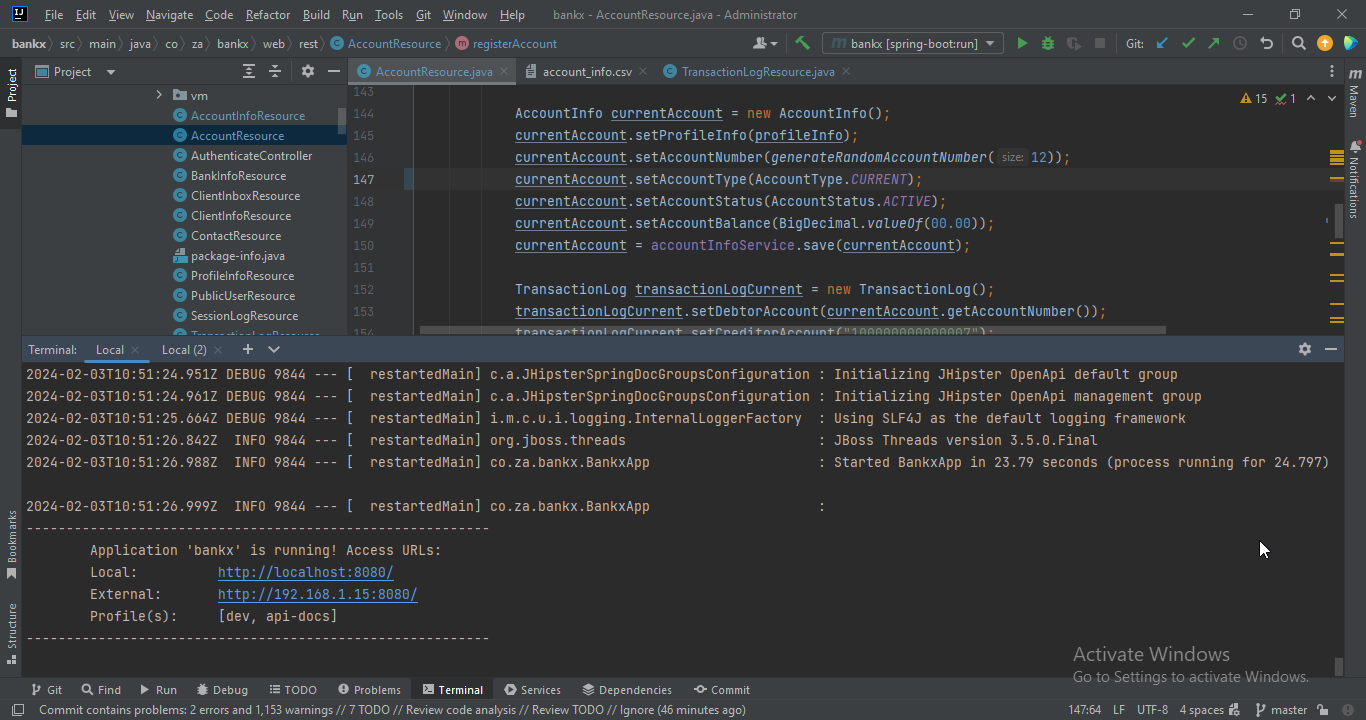 File Edit View Navigate Code Refactor Build Run Tools Git Window Help bankx - AccountResource.java - Administrator
bankx src main java co za bankx web rest AccountResource registerAccount bankx [spring-boot:run] Git:
Project AccountResource.java account_info.csv TransactionLogResource.java
Project
Maven
Notifications
Bookmarks
Structure
vm
AccountInfoResource
AccountResource
AuthenticateController
BankInfoResource
ClientInboxResource
ClientInfoResource
ContactResource
package-info.java
ProfileInfoResource
PublicUserResource
SessionLogResource
TransactionLogResource
15 1
143
144 AccountInfo currentAccount = new AccountInfo();
145 currentAccount.setProfileInfo(profileInfo);
146 currentAccount.setAccountNumber(generateRandomAccountNumber( size: 12));
147 currentAccount.setAccountType(AccountType.CURRENT);
148 currentAccount.setAccountStatus(AccountStatus.ACTIVE);
149 currentAccount.setAccountBalance(BigDecimal.valueOf(00.00));
150 currentAccount = accountInfoService.save(currentAccount);
151
152 TransactionLog transactionLogCurrent = new TransactionLog();
153 transactionLogCurrent.setDebtorAccount(currentAccount.getAccountNumber());
154 transactionLogCurrent.setCreditorAccount("100000000000007");
Terminal: Local Local (2)
2024-02-03T10:51:24.951Z DEBUG 9844 --- [ restartedMain] c.a.JHipsterSpringDocGroupsConfiguration : Initializing JHipster OpenApi default group
2024-02-03T10:51:24.961Z DEBUG 9844 --- [ restartedMain] c.a.JHipsterSpringDocGroupsConfiguration : Initializing JHipster OpenApi management group
2024-02-03T10:51:25.664Z DEBUG 9844 --- [ restartedMain] i.m.c.u.i.logging.InternalLoggerFactory : Using SLF4J as the default logging framework
2024-02-03T10:51:26.842Z INFO 9844 --- [ restartedMain] org.jboss.threads : JBoss Threads version 3.5.0.Final
2024-02-03T10:51:26.988Z INFO 9844 --- [ restartedMain] co.za.bankx.BankxApp : Started BankxApp in 23.79 seconds (process running for 24.797)
2024-02-03T10:51:26.999Z INFO 9844 --- [ restartedMain] co.za.bankx.BankxApp :
----------------------------------------------------------
Application 'bankx' is running! Access URLs:
Local: http://localhost:8080/
External: http://192.168.1.15:8080/
Profile(s): [dev, api-docs]
----------------------------------------------------------
Activate Windows
Go to Settings to activate Windows.
Git Find Run Debug TODO Problems Terminal Services Dependencies Commit
Commit contains problems: 2 errors and 1,153 warnings // 7 TODO // Review code analysis // Review TODO // Ignore (46 minutes ago) 147:64 LF UTF-8 4 spaces master